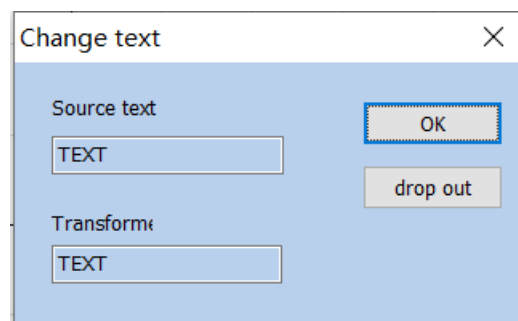 Change text
Source text
OK
TEXT
drop out
Transforme
TEXT